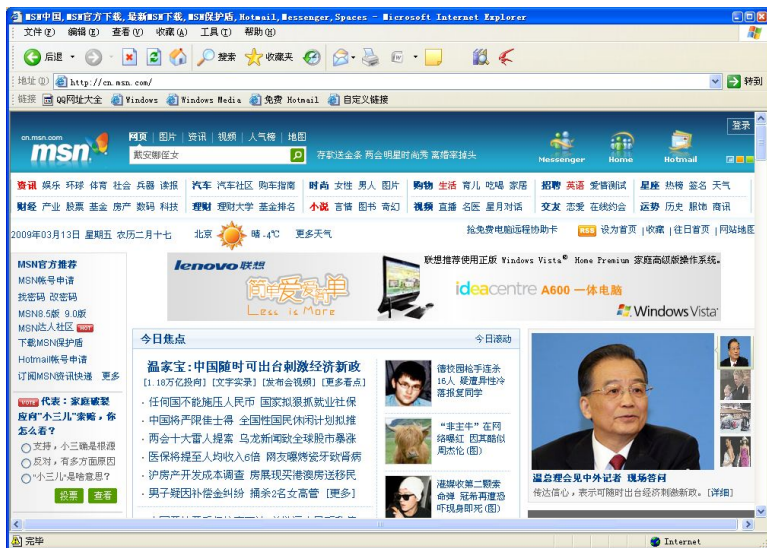 MSN中国,MSN官方下载,最新MSN下载,MSN保护盾,Hotmail,Messenger,Spaces - Microsoft Internet Explorer
文件(F) 编辑(E) 查看(V) 收藏(A) 工具(T) 帮助(H)
后退 搜索 收藏夹
地址(D) http://cn.msn.com/ 转到
链接 QQ网址大全 Windows Windows Media 免费 Hotmail 自定义链接
登录
cn.msn.com
msn
网页 | 图片 | 资讯 | 视频 | 人气榜 | 地图
戴安娜侄女
存款送金条 两会明星时尚秀 离婚率掉头
Messenger Home Hotmail
资讯 娱乐 环球 体育 社会 兵器 读报 汽车 汽车社区 购车指南 时尚 女性 男人 图片 购物 生活 育儿 吃喝 家居 招聘 英语 爱情测试 星座 热榜 签名 天气
财经 产业 股票 基金 房产 数码 科技 理财 理财大学 基金排名 小说 言情 图书 奇幻 视频 直播 名医 星月对话 交友 恋爱 在线约会 运势 历史 服饰 商讯
2009年03月13日 星期五 农历二月十七 北京 晴 -4℃ 更多天气 抢免费电脑远程协助卡 RSS 设为首页 | 收藏 | 往日首页 | 网站地图
MSN官方推荐
MSN帐号申请
找密码 改密码
MSN8.5版 9.0版
MSN达人社区 HOT
下载MSN保护盾
Hotmail帐号申请
订阅MSN资讯快递 更多
VOTE 代表：家庭破裂
应向"小三儿"索赔，你
怎么看？
支持，小三确是根源
反对，有多方面原因
"小三儿"是啥意思？
投票 查看
lenovo联想
简单爱爱简单
Less is More
联想推荐使用正版 Windows Vista® Home Premium 家庭高级版操作系统。
ideacentre A600 一体电脑
Windows Vista
今日焦点 今日滚动
温家宝:中国随时可出台刺激经济新政
[1.18万亿投向] [文字实录] [发布会视频] [更多看点]
· 任何国不能施压人民币 国家拟狠抓就业社保
· 中国将严限佳士得 全国性国民休闲计划拟推
· 两会十大雷人提案 乌龙新闻致全球股市暴涨
· 医保将提至人均收入6倍 网友曝烤瓷牙致肾病
· 沪房产开发成本调查 房展现买港澳房送移民
· 男子疑因补偿金纠纷 捅杀2名女高管 [更多]
德校园枪手连杀
16人 疑遭异性冷
落报复同学
"非主牛" 在网
络曝红 因其酷似
周杰伦(图)
港媒收第二颗索
命弹 冠希再遭恐
吓现身即死(图)
温总理会见中外记者 现场答问
传达信心，表示可随时出台经济刺激新政。[详细]
完毕 Internet